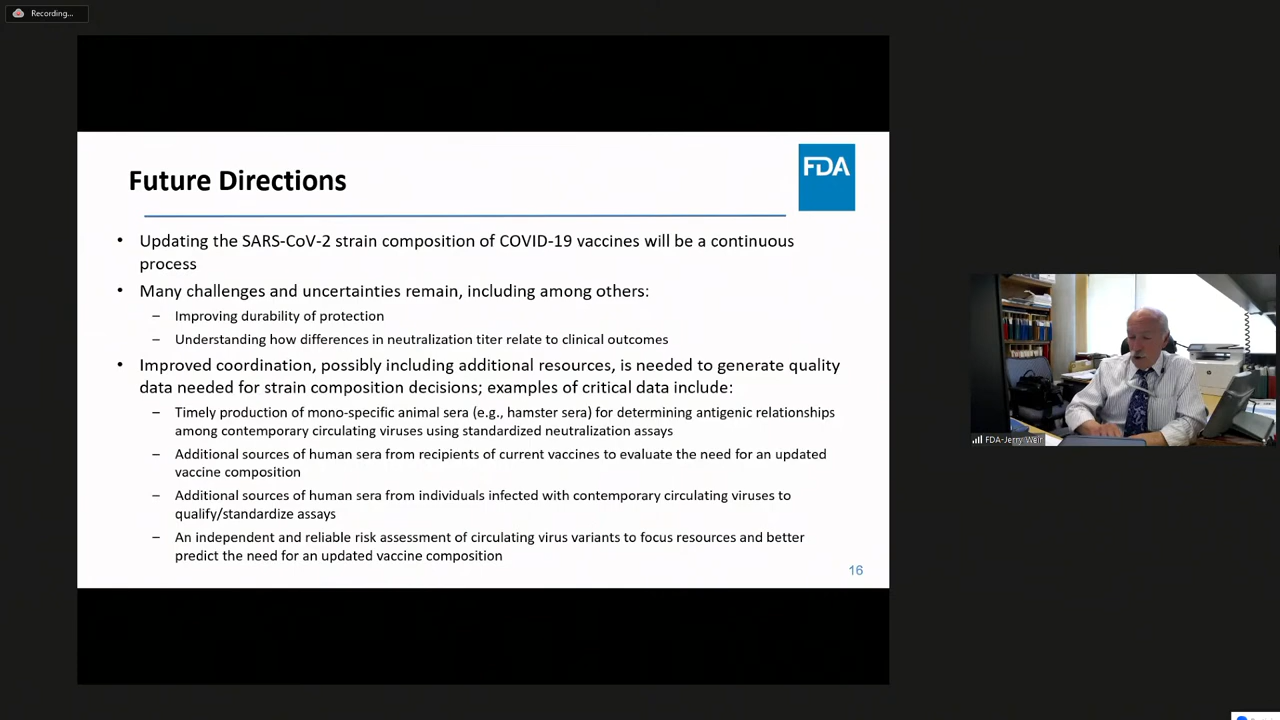 Recording...
Future Directions
FDA
• Updating the SARS-CoV-2 strain composition of COVID-19 vaccines will be a continuous
process
• Many challenges and uncertainties remain, including among others:
– Improving durability of protection
– Understanding how differences in neutralization titer relate to clinical outcomes
• Improved coordination, possibly including additional resources, is needed to generate quality
data needed for strain composition decisions; examples of critical data include:
– Timely production of mono-specific animal sera (e.g., hamster sera) for determining antigenic relationships
among contemporary circulating viruses using standardized neutralization assays
– Additional sources of human sera from recipients of current vaccines to evaluate the need for an updated
vaccine composition
– Additional sources of human sera from individuals infected with contemporary circulating viruses to
qualify/standardize assays
– An independent and reliable risk assessment of circulating virus variants to focus resources and better
predict the need for an updated vaccine composition
16
FDA-Jerry Weir